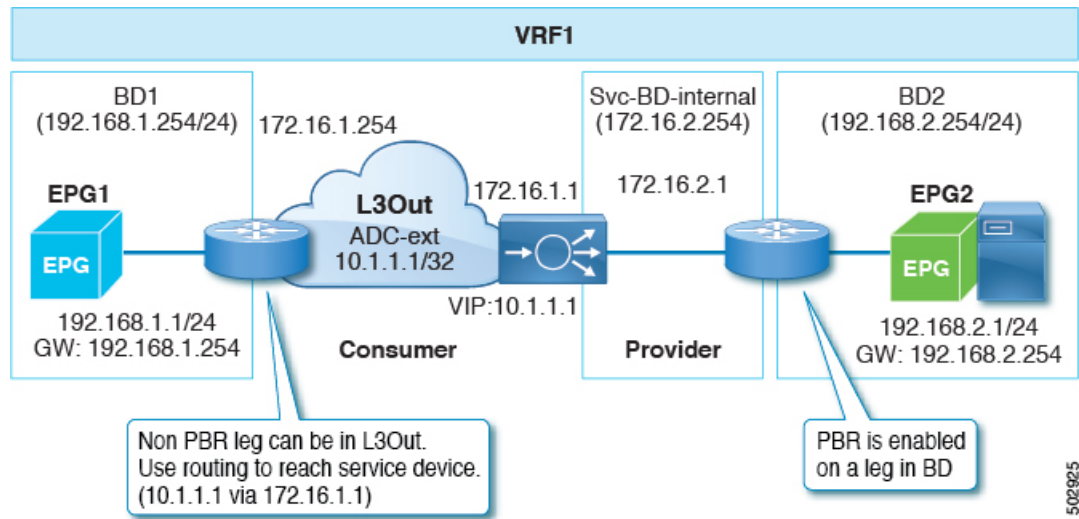 VRF1
BD1
(192.168.1.254/24)
172.16.1.254
Svc-BD-internal
(172.16.2.254)
BD2
(192.168.2.254/24)
EPG1
EPG
L3Out
ADC-ext
10.1.1.1/32
172.16.1.1
172.16.2.1
EPG2
EPG
VIP:10.1.1.1
192.168.1.1/24
GW: 192.168.1.254
Consumer
Provider
192.168.2.1/24
GW: 192.168.2.254
Non PBR leg can be in L3Out.
Use routing to reach service device.
(10.1.1.1 via 172.16.1.1)
PBR is enabled
on a leg in BD
502925